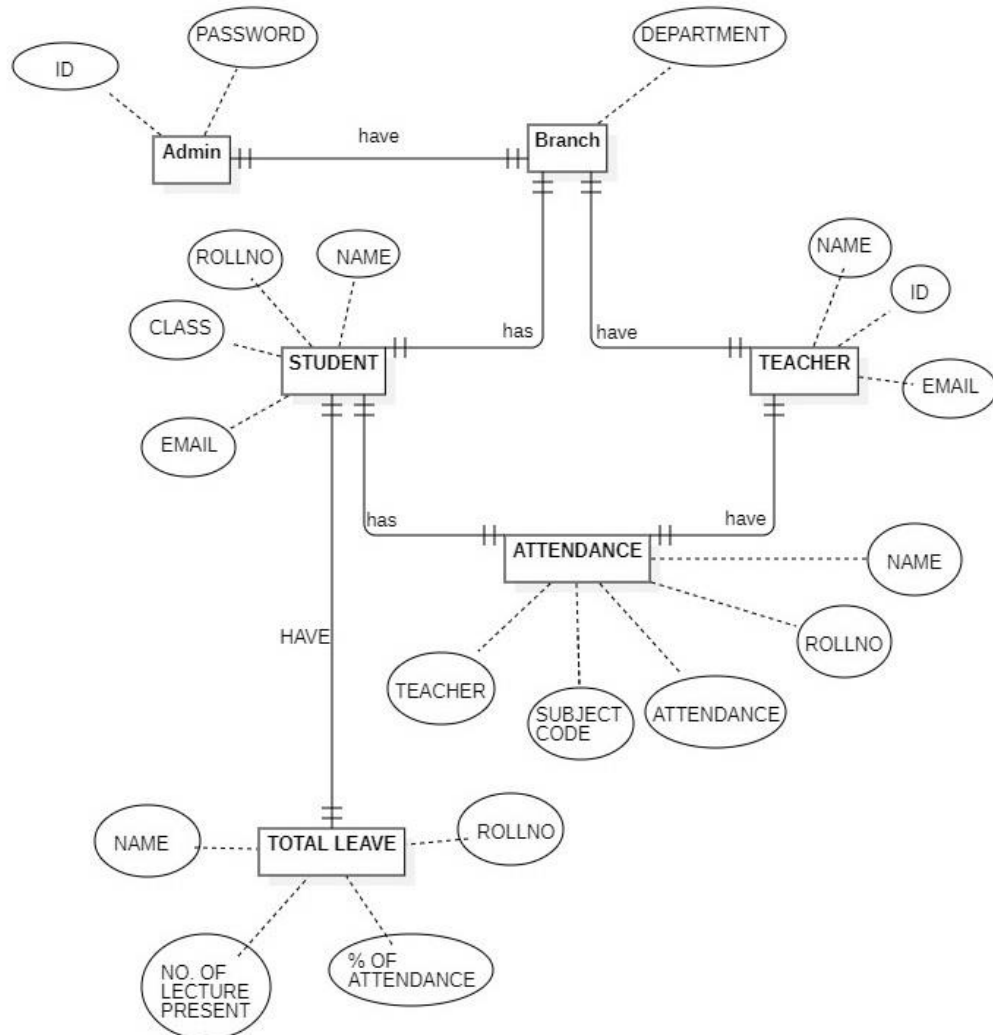 PASSWORD
DEPARTMENT
ID
have
Admin
Branch
ROLLNO
NAME
NAME
ID
CLASS
has
have
STUDENT
TEACHER
EMAIL
EMAIL
has
have
ATTENDANCE
NAME
HAVE
ROLLNO
TEACHER
SUBJECT
CODE
ATTENDANCE
NAME
TOTAL LEAVE
ROLLNO
NO. OF
LECTURE
PRESENT
% OF
ATTENDANCE